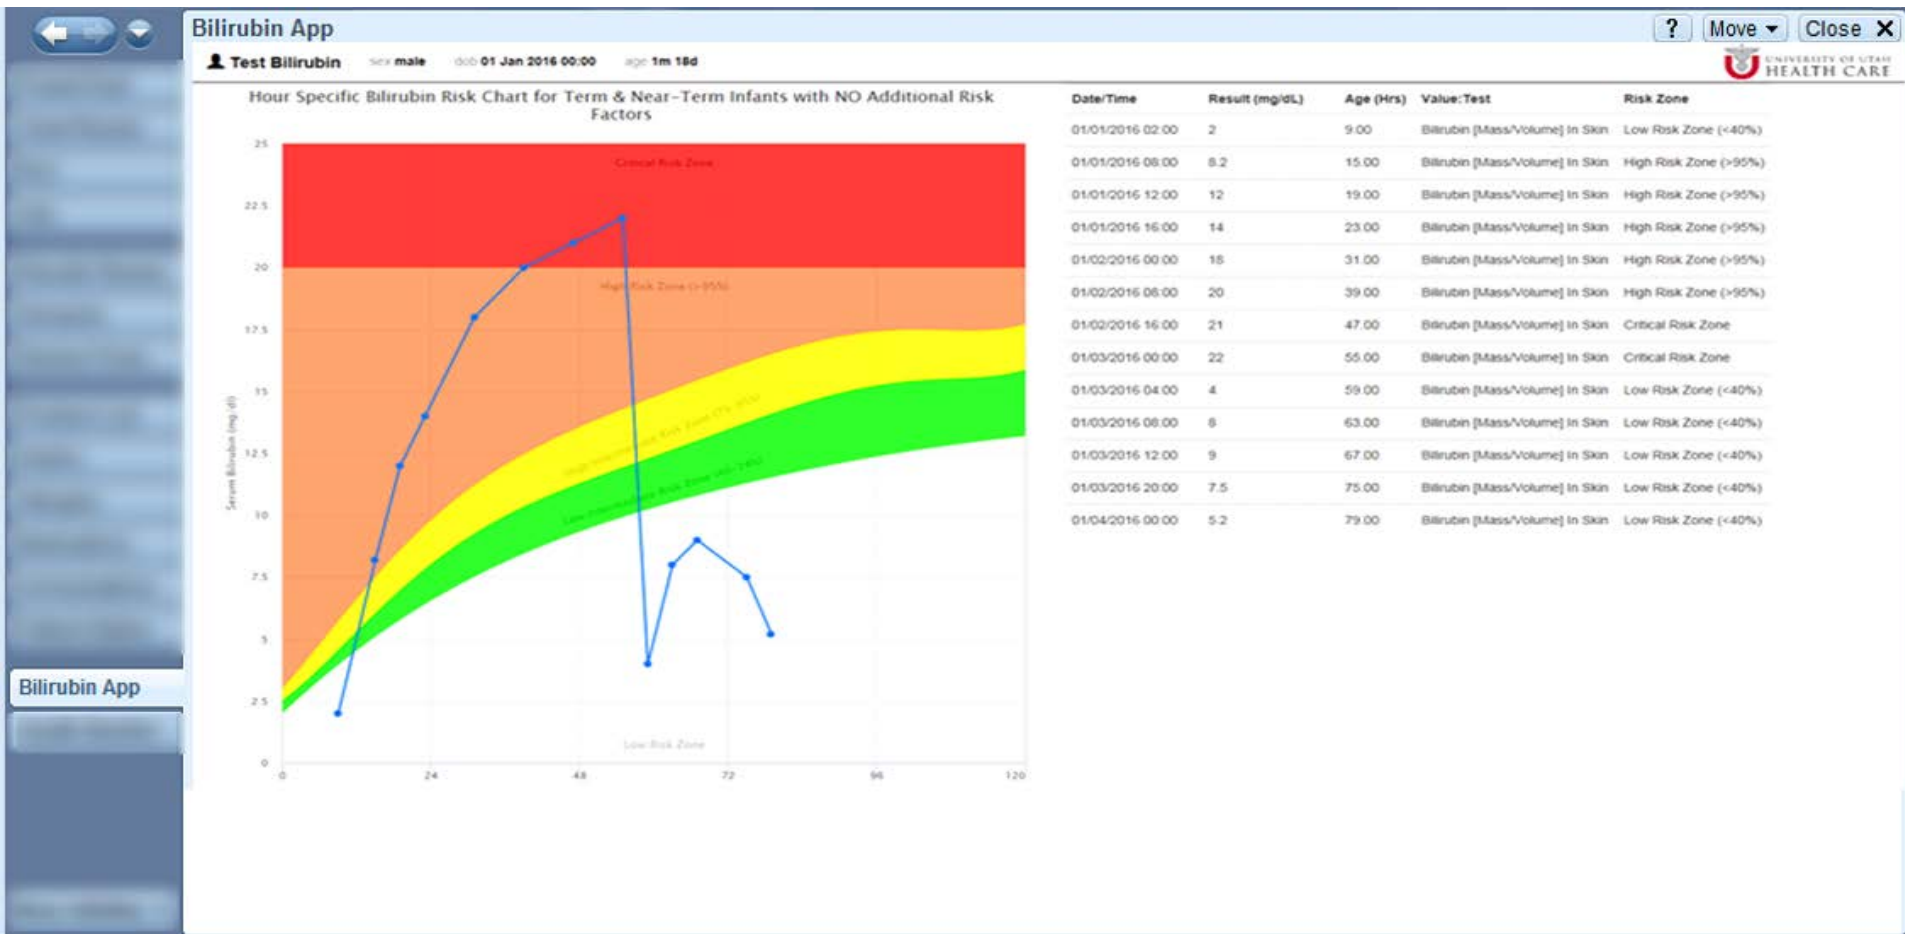 Bilirubin App
?
Move
Close X
Test Bilirubin sex male dob 01 Jan 2016 00:00 age 1m 18d
UNIVERSITY OF UTAH
HEALTH CARE
Hour Specific Bilirubin Risk Chart for Term & Near-Term Infants with NO Additional Risk
Factors
25
Critical Risk Zone
22.5
20
High Risk Zone (>95%)
17.5
15
12.5
Serum Bilirubin (mg/dl)
10
7.5
5
2.5
Low Risk Zone
0
0 24 48 72 96 120
Date/Time Result (mg/dL) Age (Hrs) Value:Test Risk Zone
01/01/2016 02:00 2 9.00 Bilirubin [Mass/Volume] In Skin Low Risk Zone (<40%)
01/01/2016 08:00 8.2 15.00 Bilirubin [Mass/Volume] In Skin High Risk Zone (>95%)
01/01/2016 12:00 12 19.00 Bilirubin [Mass/Volume] In Skin High Risk Zone (>95%)
01/01/2016 16:00 14 23.00 Bilirubin [Mass/Volume] In Skin High Risk Zone (>95%)
01/02/2016 00:00 18 31.00 Bilirubin [Mass/Volume] In Skin High Risk Zone (>95%)
01/02/2016 08:00 20 39.00 Bilirubin [Mass/Volume] In Skin High Risk Zone (>95%)
01/02/2016 16:00 21 47.00 Bilirubin [Mass/Volume] In Skin Critical Risk Zone
01/03/2016 00:00 22 55.00 Bilirubin [Mass/Volume] In Skin Critical Risk Zone
01/03/2016 04:00 4 59.00 Bilirubin [Mass/Volume] In Skin Low Risk Zone (<40%)
01/03/2016 08:00 8 63.00 Bilirubin [Mass/Volume] In Skin Low Risk Zone (<40%)
01/03/2016 12:00 9 67.00 Bilirubin [Mass/Volume] In Skin Low Risk Zone (<40%)
01/03/2016 20:00 7.5 75.00 Bilirubin [Mass/Volume] In Skin Low Risk Zone (<40%)
01/04/2016 00:00 5.2 79.00 Bilirubin [Mass/Volume] In Skin Low Risk Zone (<40%)
Bilirubin App